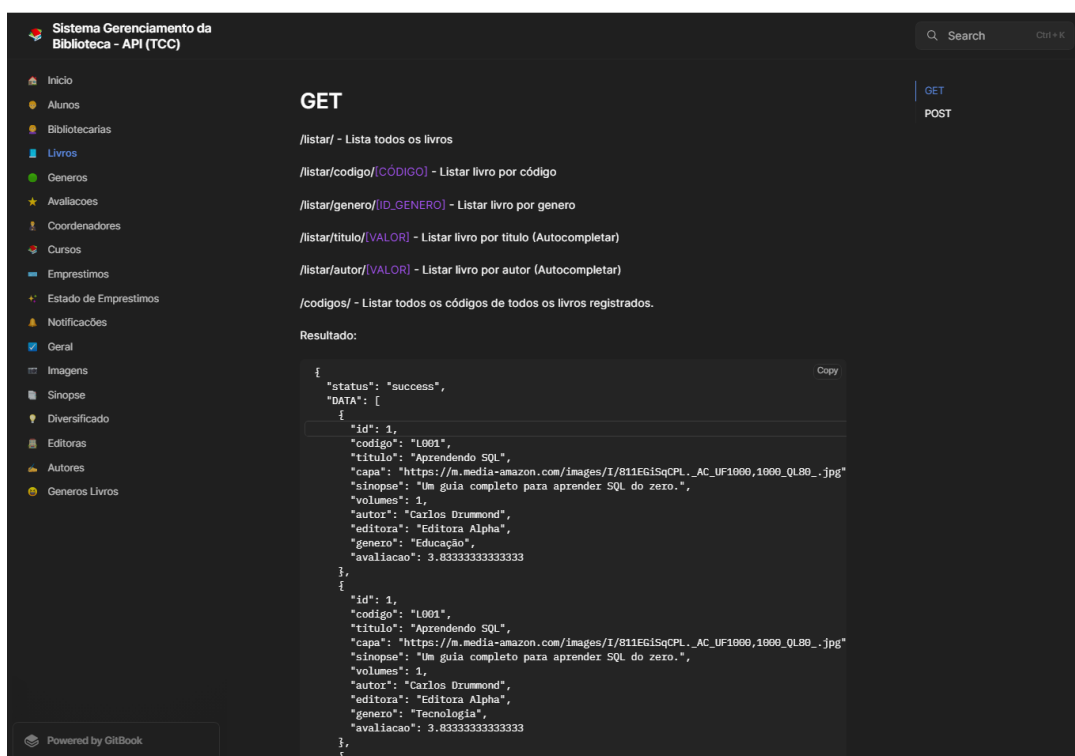 Sistema Gerenciamento da
Biblioteca - API (TCC)
Search
Ctrl + K
Inicio
Alunos
Bibliotecarias
Livros
Generos
Avaliacoes
Coordenadores
Cursos
Emprestimos
Estado de Emprestimos
Notificacões
Geral
Imagens
Sinopse
Diversificado
Editoras
Autores
Generos Livros
Powered by GitBook
GET
/listar/ - Lista todos os livros
/listar/codigo/[CÓDIGO] - Listar livro por código
/listar/genero/[ID_GENERO] - Listar livro por genero
/listar/titulo/[VALOR] - Listar livro por titulo (Autocompletar)
/listar/autor/[VALOR] - Listar livro por autor (Autocompletar)
/codigos/ - Listar todos os códigos de todos os livros registrados.
Resultado:
Copy
{
"status": "success",
"DATA": [
{
"id": 1,
"codigo": "L001",
"titulo": "Aprendendo SQL",
"capa": "https://m.media-amazon.com/images/I/811EGiSqCPL._AC_UF1000,1000_QL80_.jpg"
"sinopse": "Um guia completo para aprender SQL do zero.",
"volumes": 1,
"autor": "Carlos Drummond",
"editora": "Editora Alpha",
"genero": "Educação",
"avaliacao": 3.83333333333333
},
{
"id": 1,
"codigo": "L001",
"titulo": "Aprendendo SQL",
"capa": "https://m.media-amazon.com/images/I/811EGiSqCPL._AC_UF1000,1000_QL80_.jpg"
"sinopse": "Um guia completo para aprender SQL do zero.",
"volumes": 1,
"autor": "Carlos Drummond",
"editora": "Editora Alpha",
"genero": "Tecnologia",
"avaliacao": 3.83333333333333
},
{
GET
POST